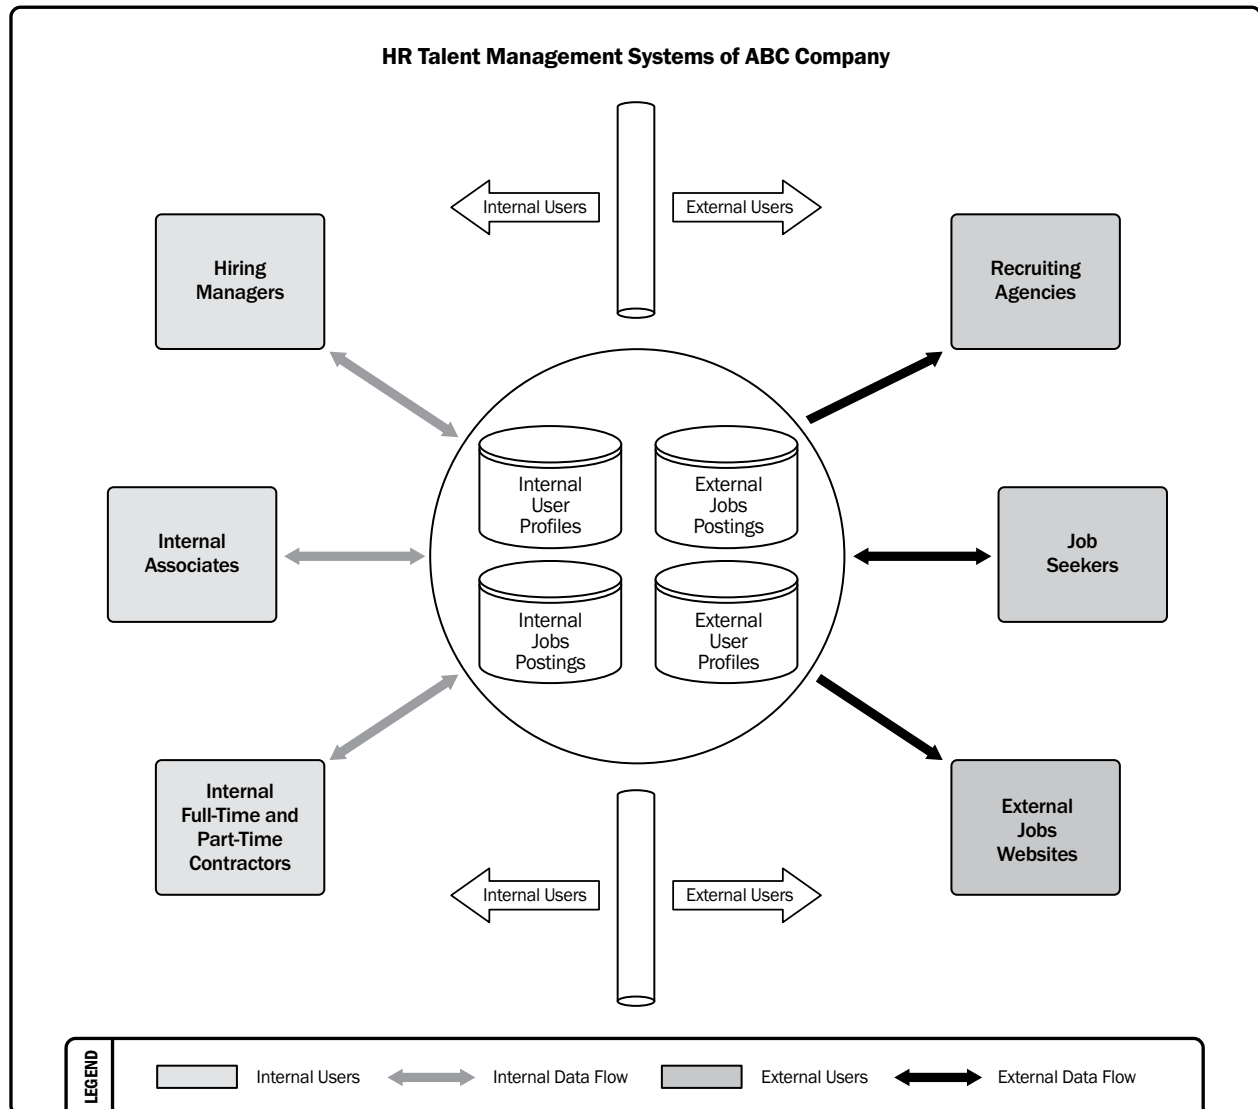 HR Talent Management Systems of ABC Company
Internal Users
External Users
Hiring
Managers
Recruiting
Agencies
Internal
User
Profiles
External
Jobs
Postings
Internal
Associates
Job
Seekers
Internal
Jobs
Postings
External
User
Profiles
Internal
Full-Time and
Part-Time
Contractors
External
Jobs
Websites
Internal Users
External Users
LEGEND
Internal Users
Internal Data Flow
External Users
External Data Flow